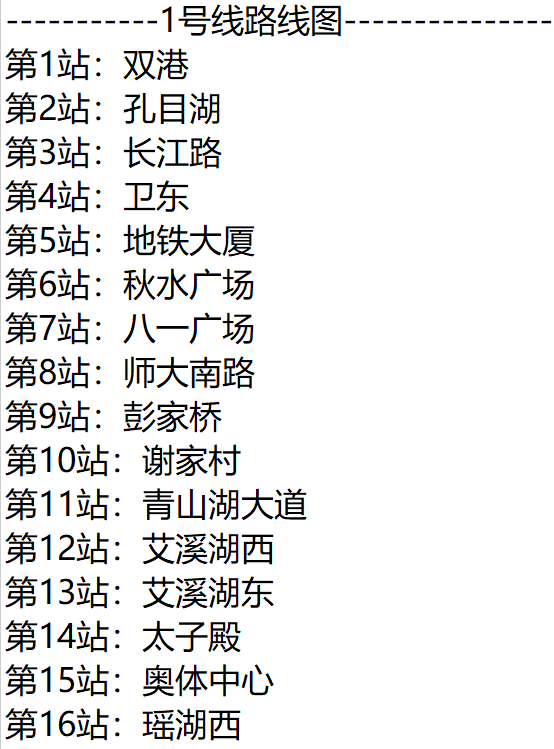 -----------1号线路线图---------------
第1站：双港
第2站：孔目湖
第3站：长江路
第4站：卫东
第5站：地铁大厦
第6站：秋水广场
第7站：八一广场
第8站：师大南路
第9站：彭家桥
第10站：谢家村
第11站：青山湖大道
第12站：艾溪湖西
第13站：艾溪湖东
第14站：太子殿
第15站：奥体中心
第16站：瑶湖西